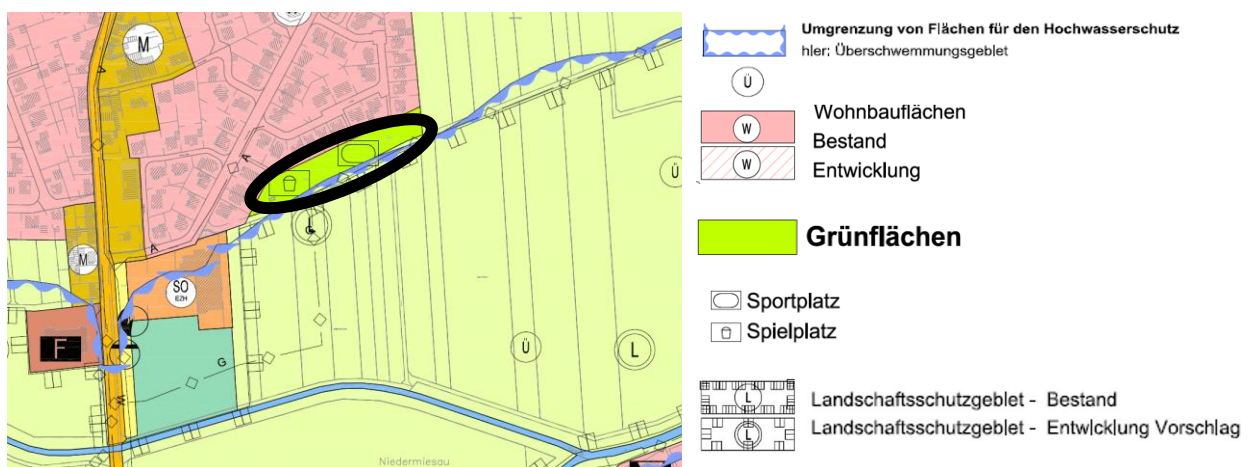 M
A
A
A
M
SO
EZH
F
W
G
L
G
Ü
Ü
L
Niedermiesau
Umgrenzung von Flächen für den Hochwasserschutz
hier: Überschwemmungsgebiet
Ü
W
Wohnbauflächen
Bestand
W
Entwicklung
Grünflächen
Sportplatz
Spielplatz
L
Landschaftsschutzgebiet - Bestand
L
Landschaftsschutzgebiet - Entwicklung Vorschlag